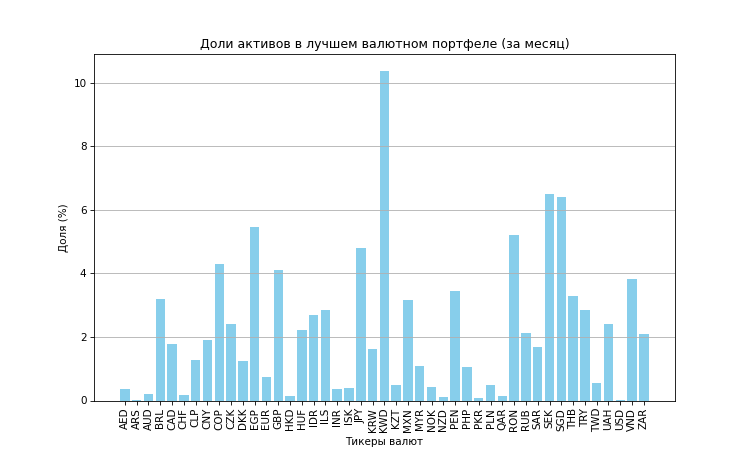 Доли активов в лучшем валютном портфеле (за месяц)
Доля (%)
10
8
6
4
2
0
AED ARS AUD BRL CAD CHF CLP CNY COP CZK DKK EGP EUR GBP HKD HUF IDR ILS INR ISK JPY KRW KWD KZT MXN MYR NOK NZD PEN PHP PKR PLN QAR RON RUB SAR SEK SGD THB TRY TWD UAH USD VND ZAR
Тикеры валют